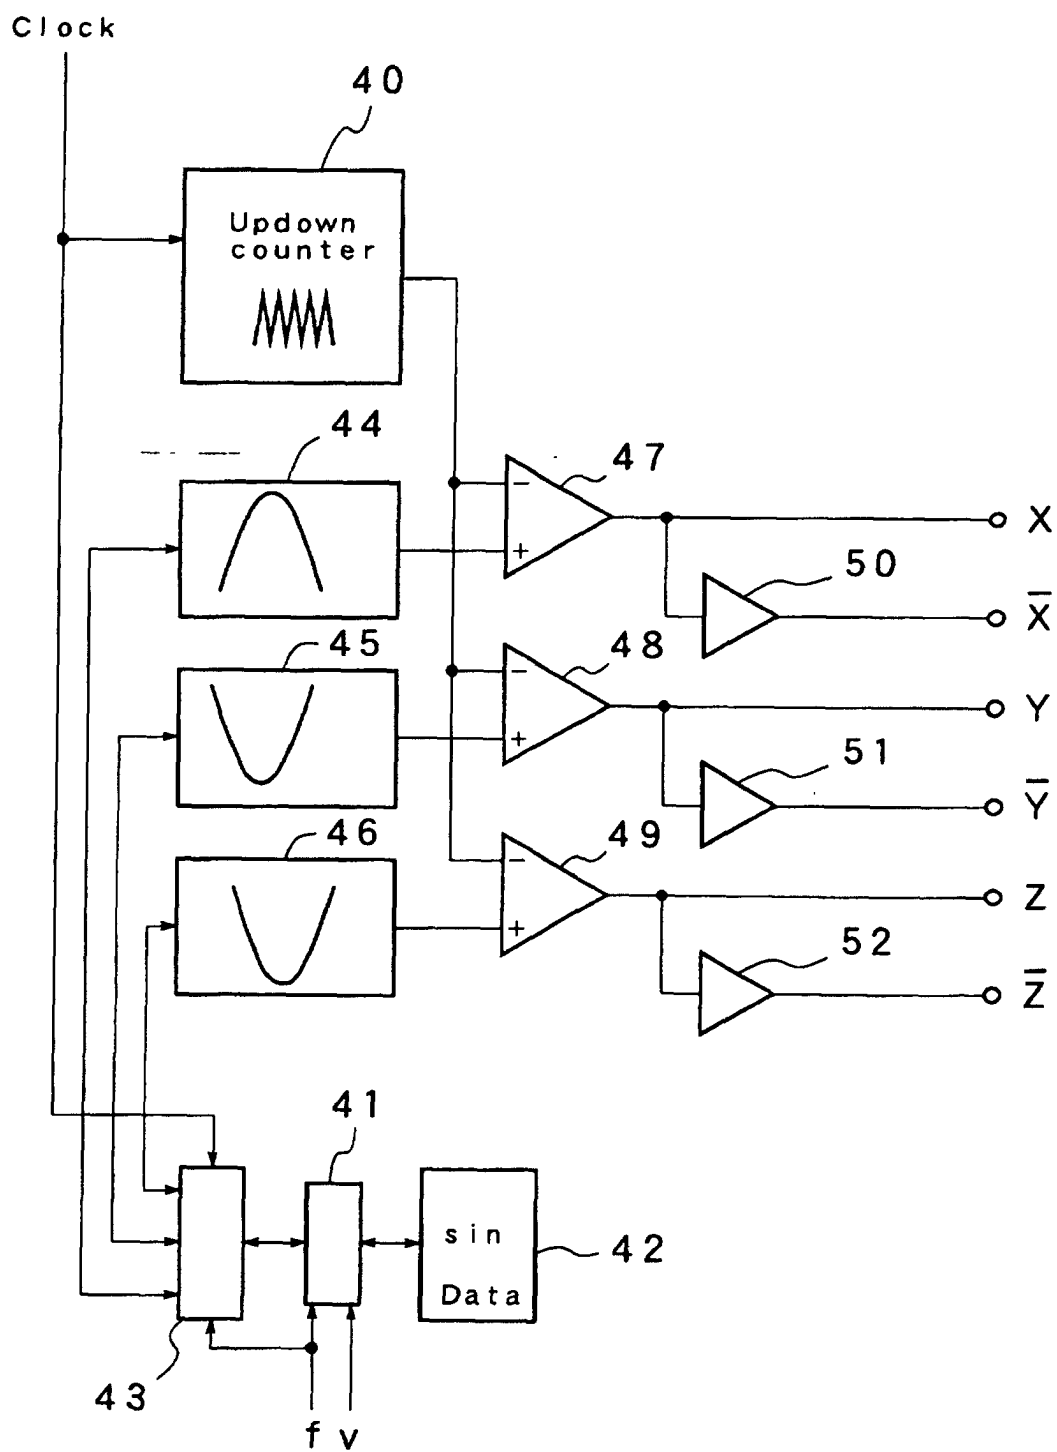 Clock
40
Updown
counter
44
47
-
+
X
50
X̅
45
48
-
+
Y
51
Y̅
46
49
-
+
Z
52
Z̅
41
sin
Data
42
43
f v